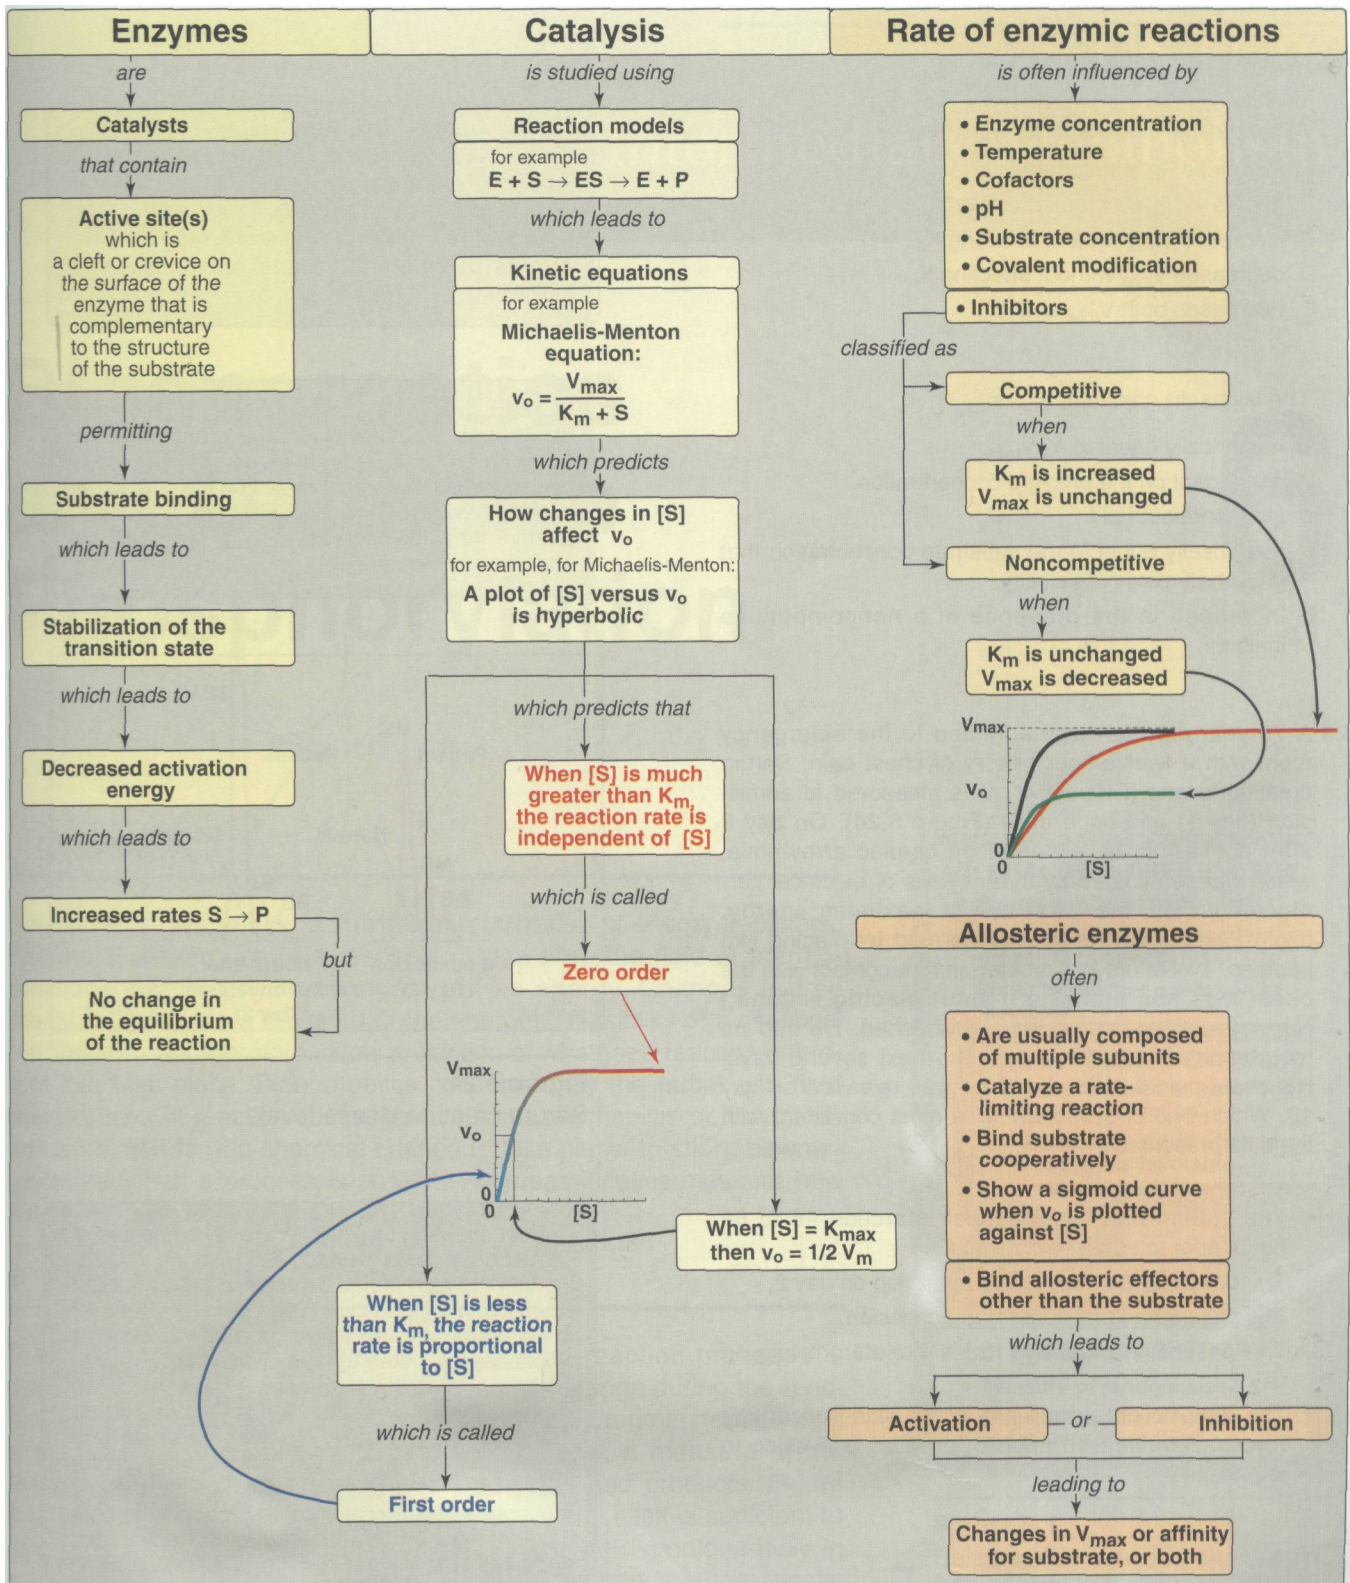 Enzymes
are
Catalysts
that contain
Active site(s)
which is
a cleft or crevice on
the surface of the
enzyme that is
complementary
to the structure
of the substrate
permitting
Substrate binding
which leads to
Stabilization of the
transition state
which leads to
Decreased activation
energy
which leads to
Increased rates S → P
but
No change in
the equilibrium
of the reaction
Catalysis
is studied using
Reaction models
for example
E + S → ES → E + P
which leads to
Kinetic equations
for example
Michaelis-Menton
equation:
vo = Vmax
Km + S
which predicts
How changes in [S]
affect vo
for example, for Michaelis-Menton:
A plot of [S] versus vo
is hyperbolic
which predicts that
When [S] is much
greater than Km,
the reaction rate is
independent of [S]
which is called
Zero order
Vmax
vo
0
0
[S]
When [S] = Kmax
then vo = 1/2 Vm
When [S] is less
than Km, the reaction
rate is proportional
to [S]
which is called
First order
Rate of enzymic reactions
is often influenced by
• Enzyme concentration
• Temperature
• Cofactors
• pH
• Substrate concentration
• Covalent modification
• Inhibitors
classified as
Competitive
when
Km is increased
Vmax is unchanged
Noncompetitive
when
Km is unchanged
Vmax is decreased
Vmax
vo
0
0
[S]
Allosteric enzymes
often
• Are usually composed
of multiple subunits
• Catalyze a rate-
limiting reaction
• Bind substrate
cooperatively
• Show a sigmoid curve
when vo is plotted
against [S]
• Bind allosteric effectors
other than the substrate
which leads to
Activation
or
Inhibition
leading to
Changes in Vmax or affinity
for substrate, or both